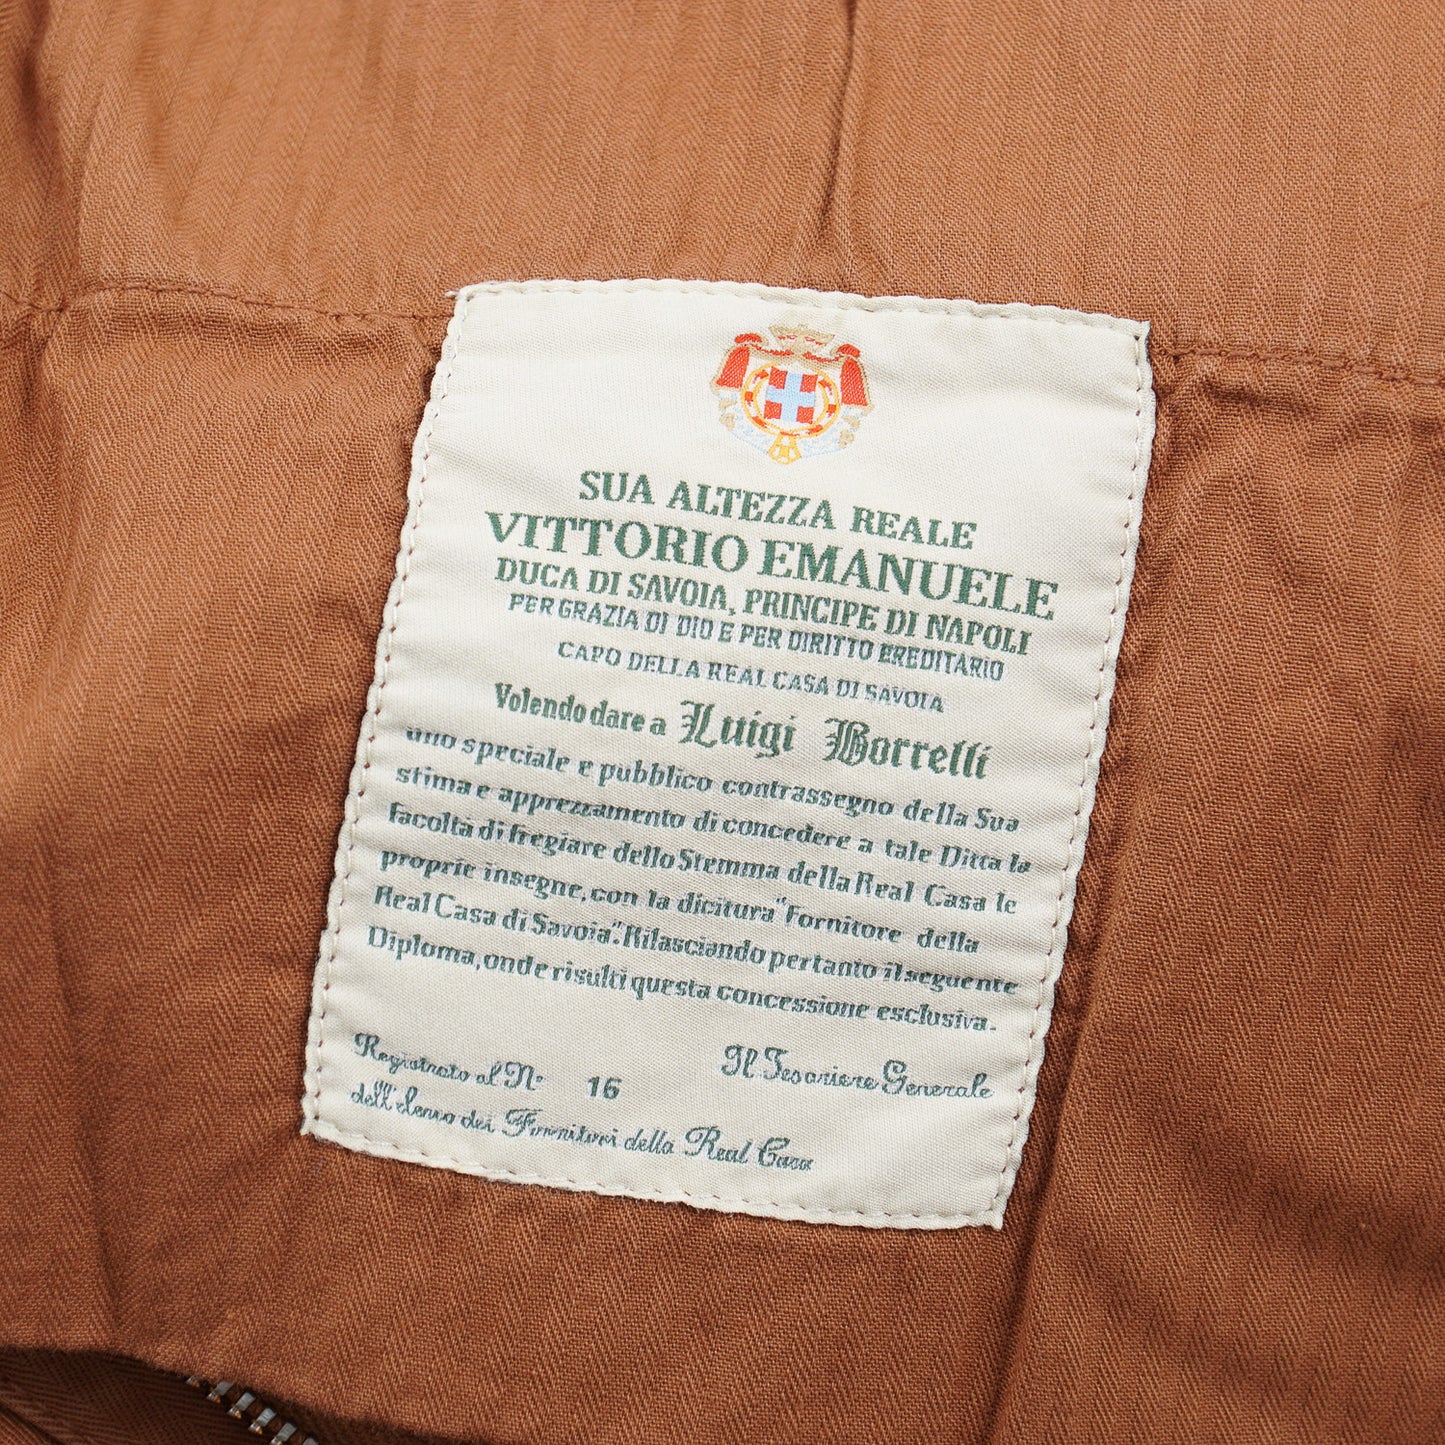 SUA ALTEZZA REALE
VITTORIO EMANUELE
DUCA DI SAVOIA, PRINCIPE DI NAPOLI
PER GRAZIA DI DIO E PER DIRITTO EREDITARIO
CAPO DELLA REAL CASA DI SAVOIA
Volendo dare a Luigi Borrelli
uno speciale e pubblico contrassegno della Sua
stima e apprezzamento di concedere a tale Ditta la
facoltà di fregiare dello Stemma della Real Casa le
proprie insegne, con la dicitura "Fornitore della
Real Casa di Savoia". Rilasciando pertanto il seguente
Diploma, onde risulti questa concessione esclusiva.
Registrato al N° 16 Il Tesoriere Generale
dell'elenco dei Fornitori della Real Casa